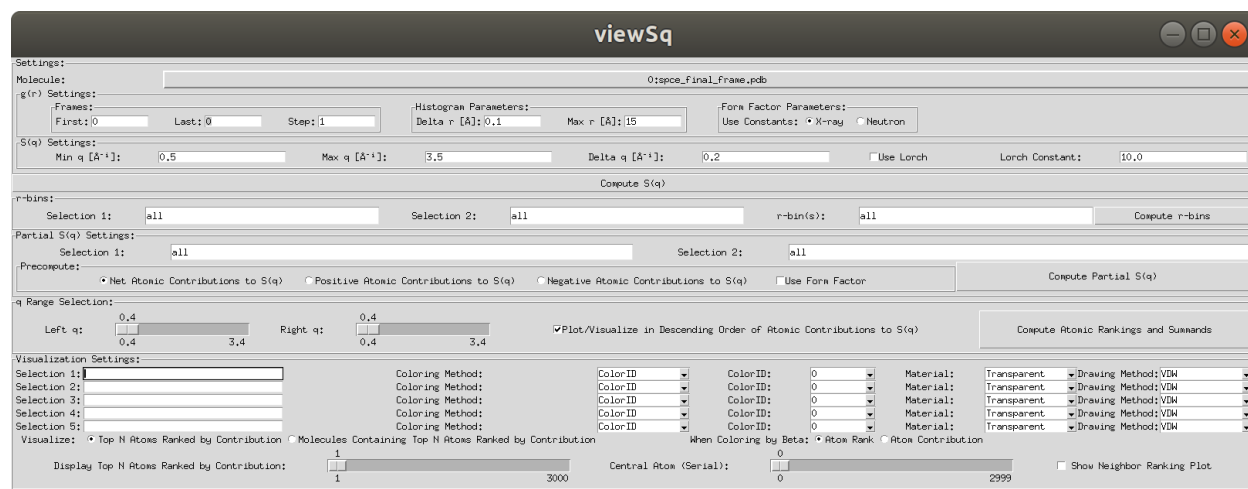 viewSq
Settings:
Molecule: 0:spce_final_frame.pdb
g(r) Settings:
Frames: Histogram Parameters: Form Factor Parameters:
First: 0 Last: 0 Step: 1 Delta r [Å]: 0.1 Max r [Å]: 15 Use Constants: X-ray Neutron
S(q) Settings:
Min q [Å⁻¹]: 0.5 Max q [Å⁻¹]: 3.5 Delta q [Å⁻¹]: 0.2 Use Lorch Lorch Constant: 10.0
Compute S(q)
r-bins:
Selection 1: all Selection 2: all r-bin(s): all Compute r-bins
Partial S(q) Settings:
Selection 1: all Selection 2: all
Precompute:
Net Atomic Contributions to S(q) Positive Atomic Contributions to S(q) Negative Atomic Contributions to S(q) Use Form Factor Compute Partial S(q)
q Range Selection:
0.4 0.4
Left q: Right q: Plot/Visualize in Descending Order of Atomic Contributions to S(q) Compute Atomic Rankings and Summands
0.4 3.4 0.4 3.4
Visualization Settings:
Selection 1: Coloring Method: ColorID ColorID: 0 Material: Transparent Drawing Method: VDW
Selection 2: Coloring Method: ColorID ColorID: 0 Material: Transparent Drawing Method: VDW
Selection 3: Coloring Method: ColorID ColorID: 0 Material: Transparent Drawing Method: VDW
Selection 4: Coloring Method: ColorID ColorID: 0 Material: Transparent Drawing Method: VDW
Selection 5: Coloring Method: ColorID ColorID: 0 Material: Transparent Drawing Method: VDW
Visualize: Top N Atoms Ranked by Contribution Molecules Containing Top N Atoms Ranked by Contribution When Coloring by Beta: Atom Rank Atom Contribution
1 0
Display Top N Atoms Ranked by Contribution: Central Atom (Serial): Show Neighbor Ranking Plot
1 3000 0 2999